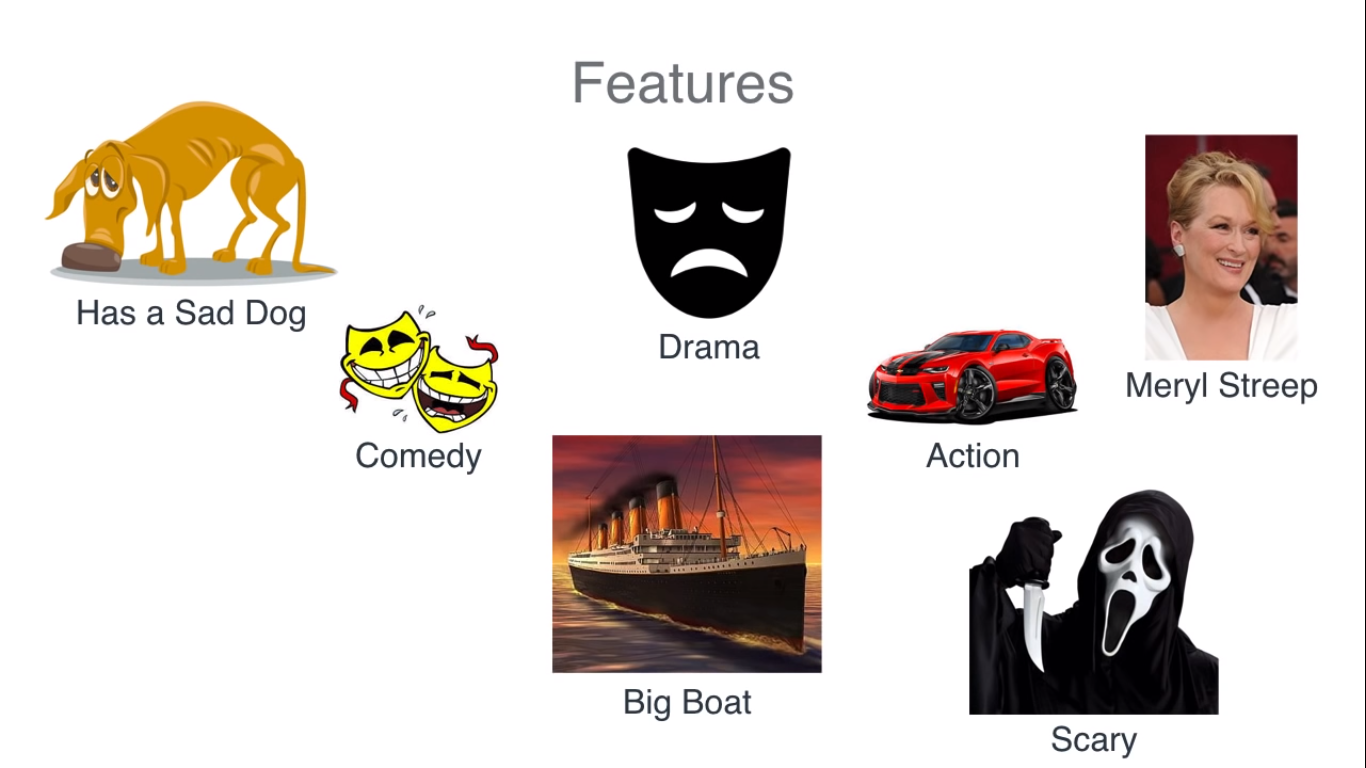 Features
Has a Sad Dog
Drama
Meryl Streep
Comedy
Action
Big Boat
Scary